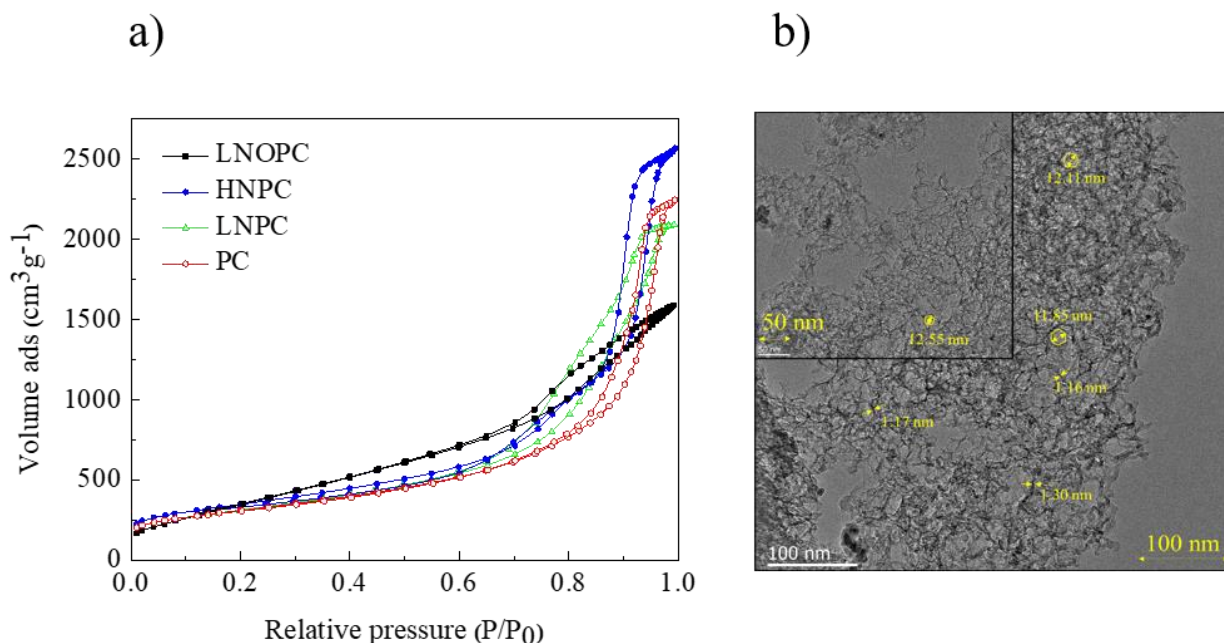 a)
b)
2500
2000
1500
1000
500
0
Volume ads (cm³g⁻¹)
LNOPC
HNPC
LNPC
PC
0.0 0.2 0.4 0.6 0.8 1.0
Relative pressure (P/P₀)
12.41 nm
50 nm
12.55 nm
11.85 nm
1.16 nm
1.17 nm
1.30 nm
100 nm
100 nm